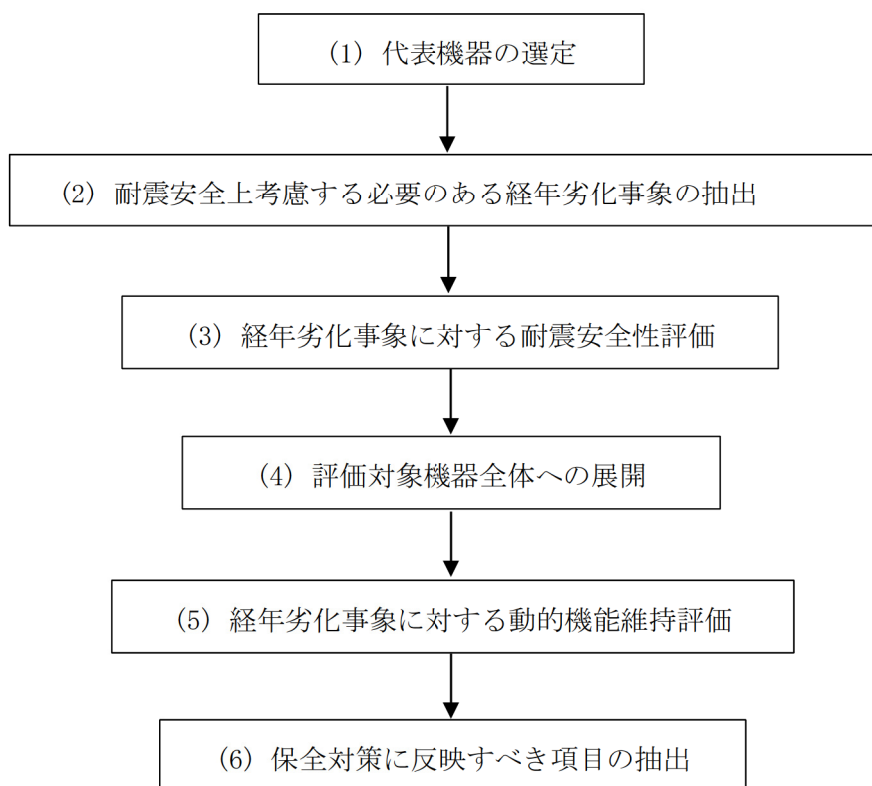 (1) 代表機器の選定
(2) 耐震安全上考慮する必要のある経年劣化事象の抽出
(3) 経年劣化事象に対する耐震安全性評価
(4) 評価対象機器全体への展開
(5) 経年劣化事象に対する動的機能維持評価
(6) 保全対策に反映すべき項目の抽出